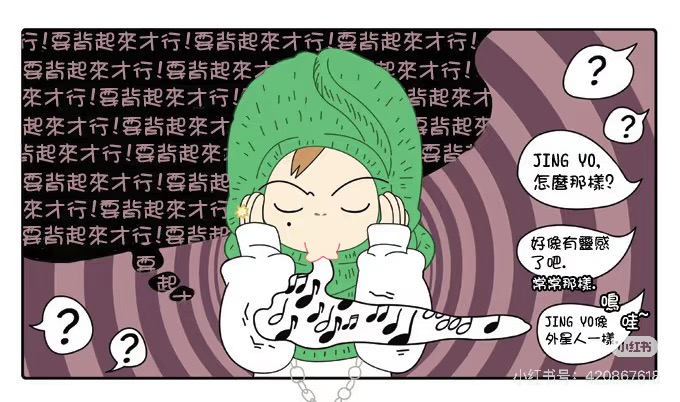 行!要背起來才行!要背起來才行!要背起來才行!
要背起來才行!要背起來才行!要背起來才行!
來才行!要背起來才行!要背起來才行!要背起
起來才行!要背起來才行!要背起來才行!要背
背起來才行!要背起來
要背起來才行!要背起
來才行!要背起來才行!
要背起來才行!要背起
要
起
?
?
JING YO,
怎麼那樣?
好像有靈感
了吧.
常常那樣.
嗚
哇~
JING YO像
外星人一樣
?
?
小红书
小红书号: 420867618